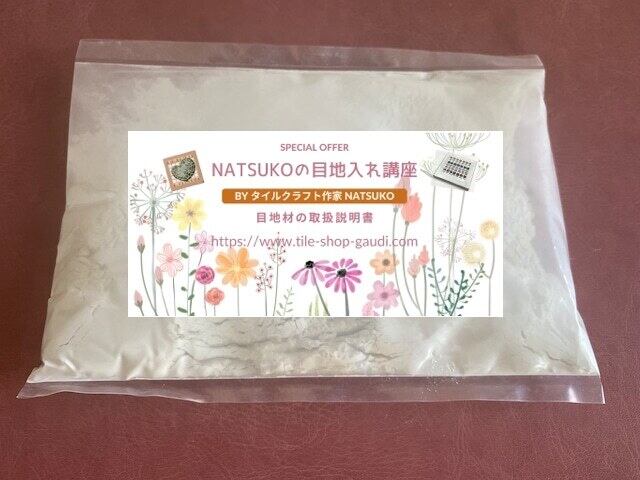 SPECIAL OFFER
NATSUKOの目地入れ講座
BY タイルクラフト作家 NATSUKO
目地材の取扱説明書
https://www.tile-shop-gaudi.com